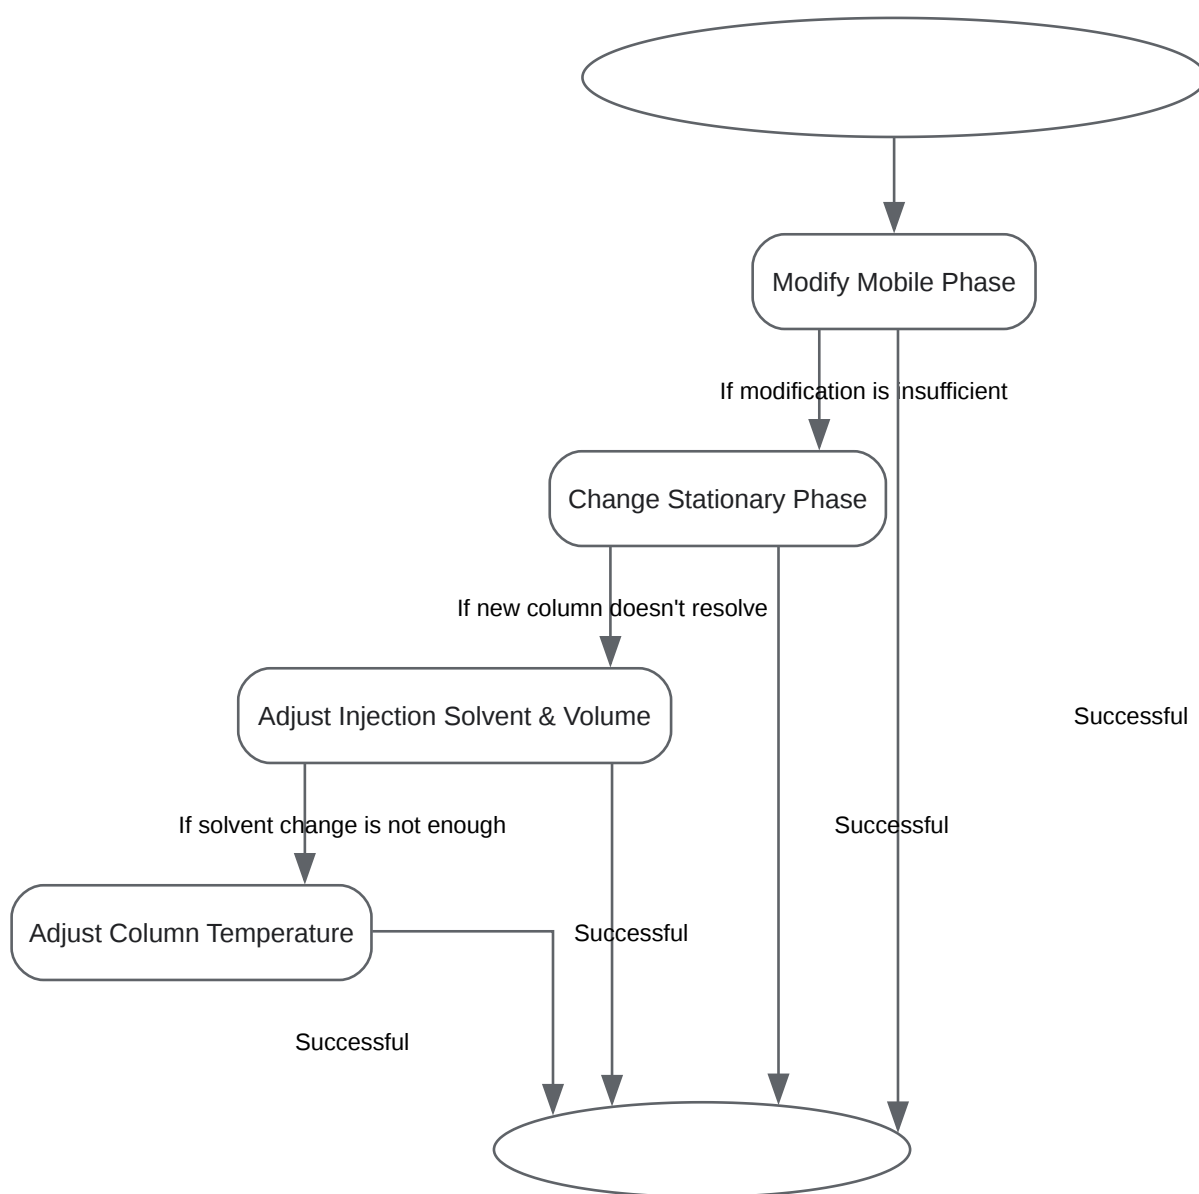 Modify Mobile Phase
If modification is insufficient
Change Stationary Phase
If new column doesn't resolve
Adjust Injection Solvent & Volume
Successful
If solvent change is not enough
Successful
Adjust Column Temperature
Successful
Successful